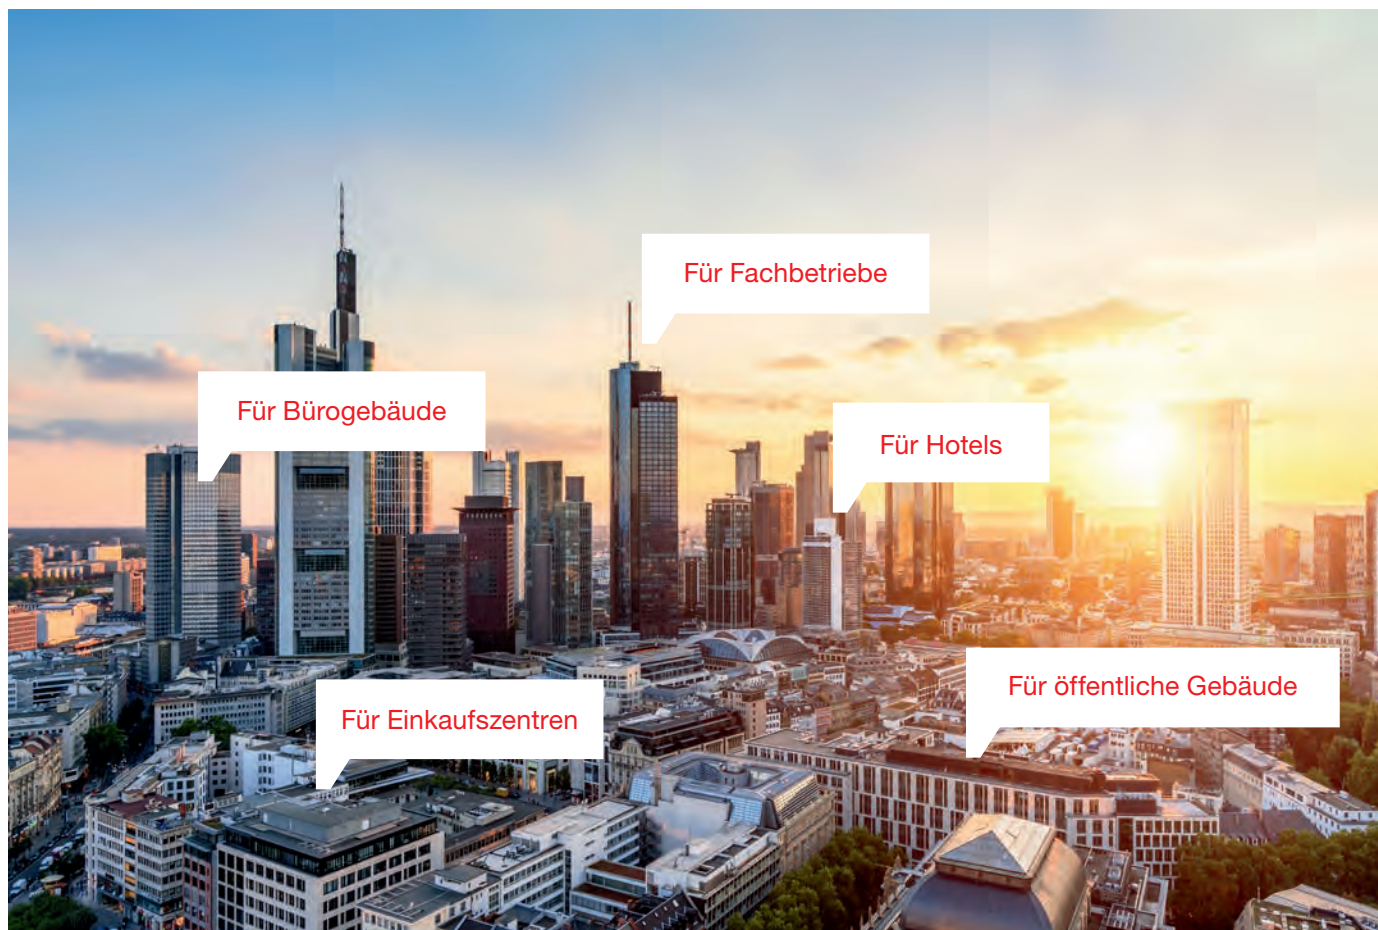 Für Fachbetriebe
Für Bürogebäude
Für Hotels
Für öffentliche Gebäude
Für Einkaufszentren